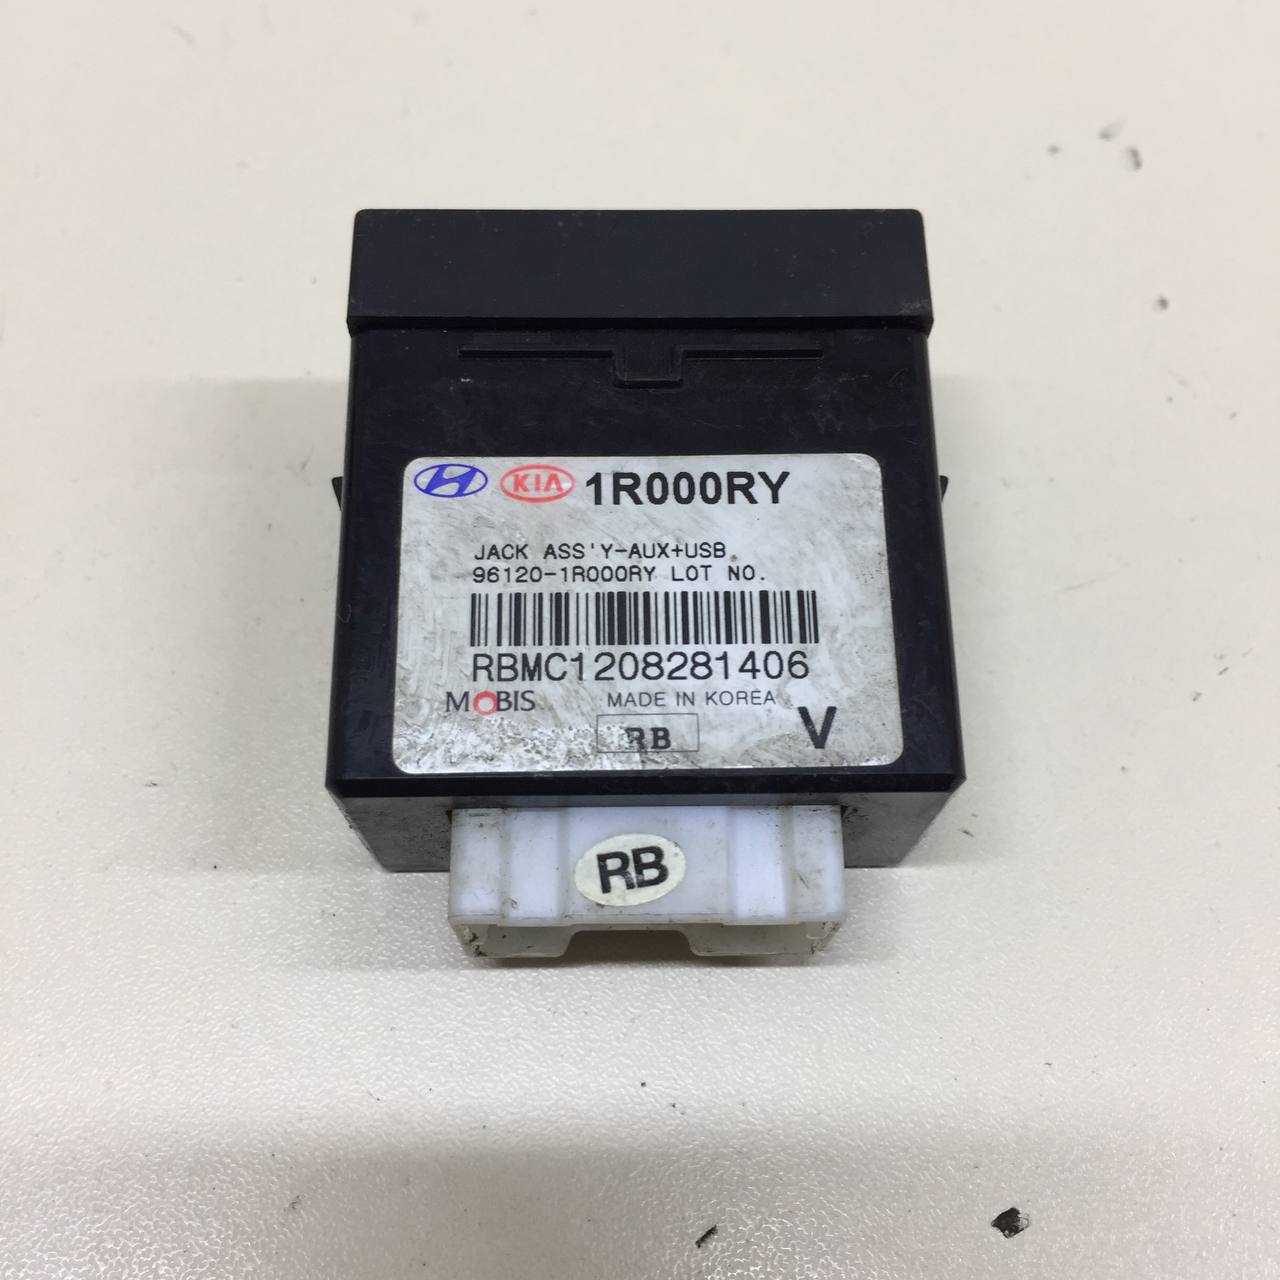 KIA 1R000RY
JACK ASS'Y-AUX+USB
96120-1R000RY LOT NO.
RBMC1208281406
MOBIS MADE IN KOREA
RB V
RB